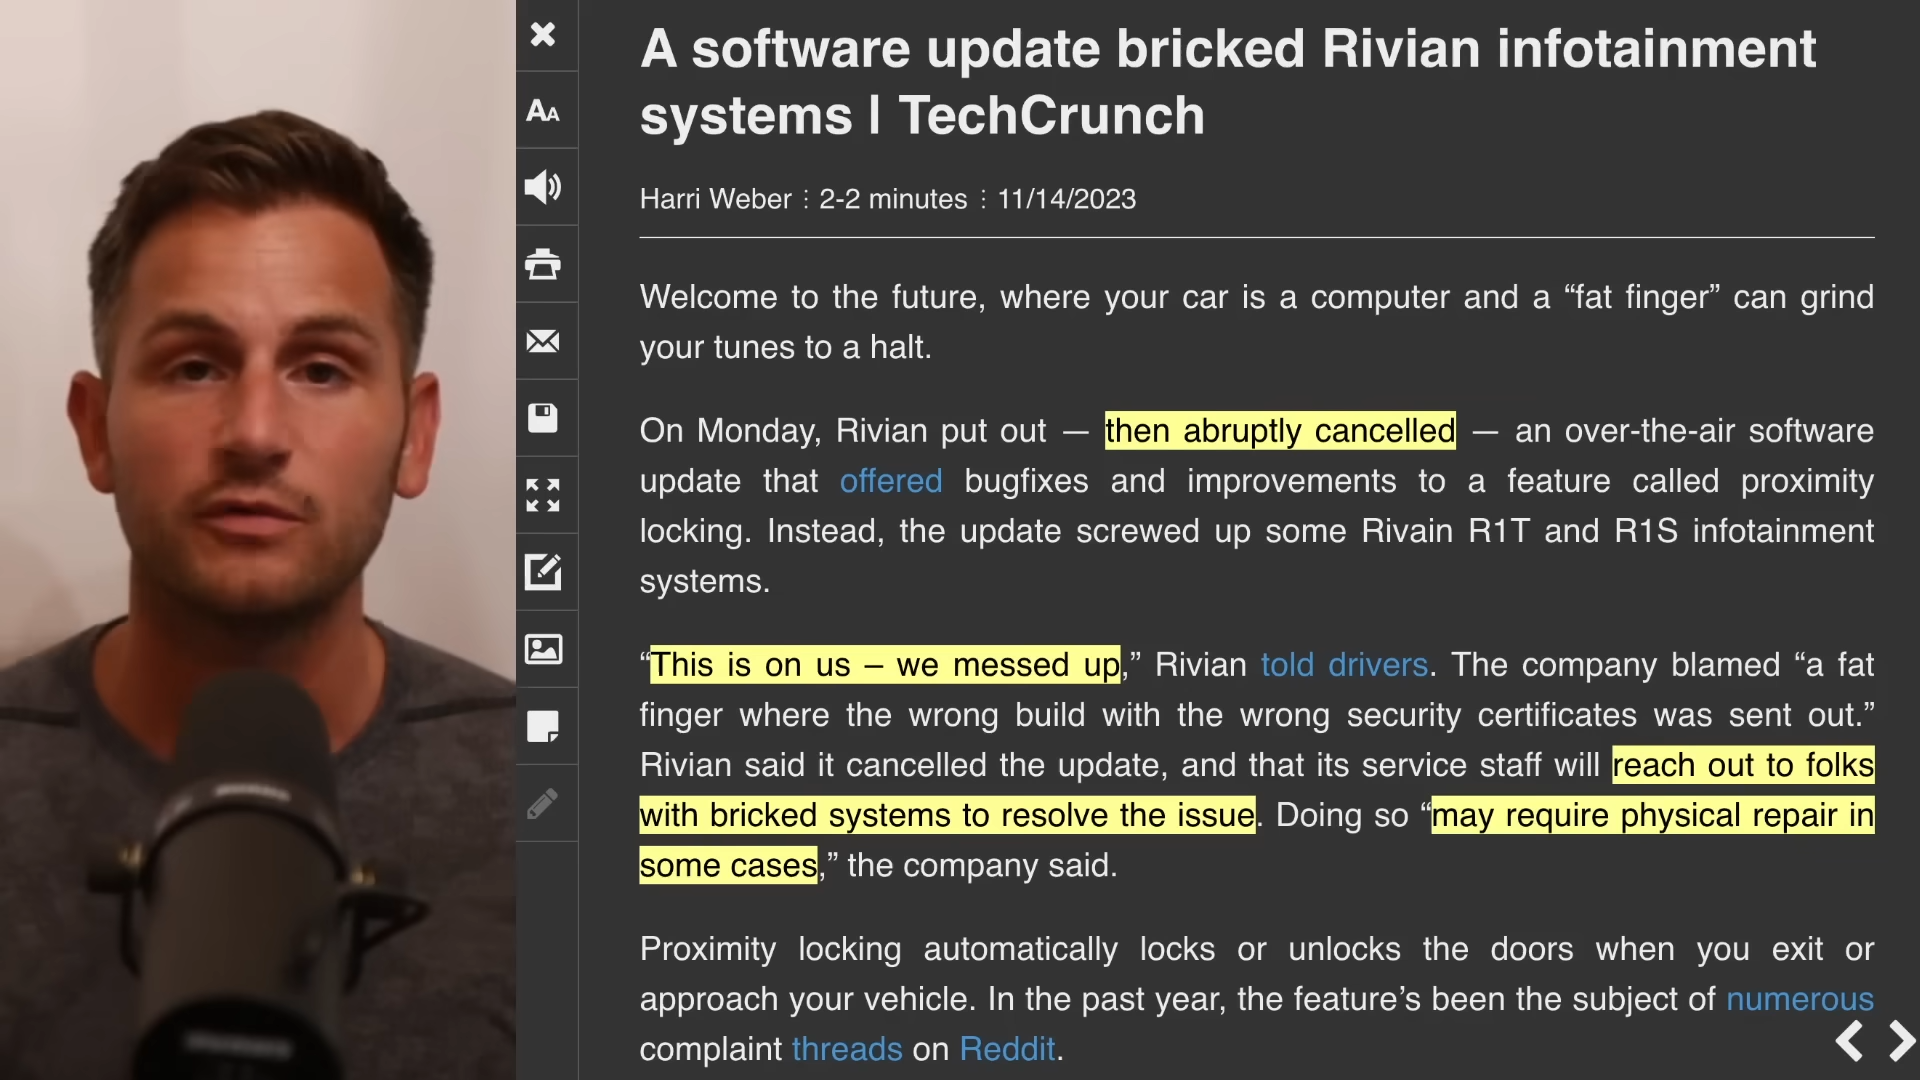 A software update bricked Rivian infotainment
systems | TechCrunch
Harri Weber ⋮ 2-2 minutes ⋮ 11/14/2023
Welcome to the future, where your car is a computer and a “fat finger” can grind
your tunes to a halt.
On Monday, Rivian put out — then abruptly cancelled — an over-the-air software
update that offered bugfixes and improvements to a feature called proximity
locking. Instead, the update screwed up some Rivain R1T and R1S infotainment
systems.
“This is on us – we messed up,” Rivian told drivers. The company blamed “a fat
finger where the wrong build with the wrong security certificates was sent out.”
Rivian said it cancelled the update, and that its service staff will reach out to folks
with bricked systems to resolve the issue. Doing so “may require physical repair in
some cases,” the company said.
Proximity locking automatically locks or unlocks the doors when you exit or
approach your vehicle. In the past year, the feature’s been the subject of numerous
complaint threads on Reddit.